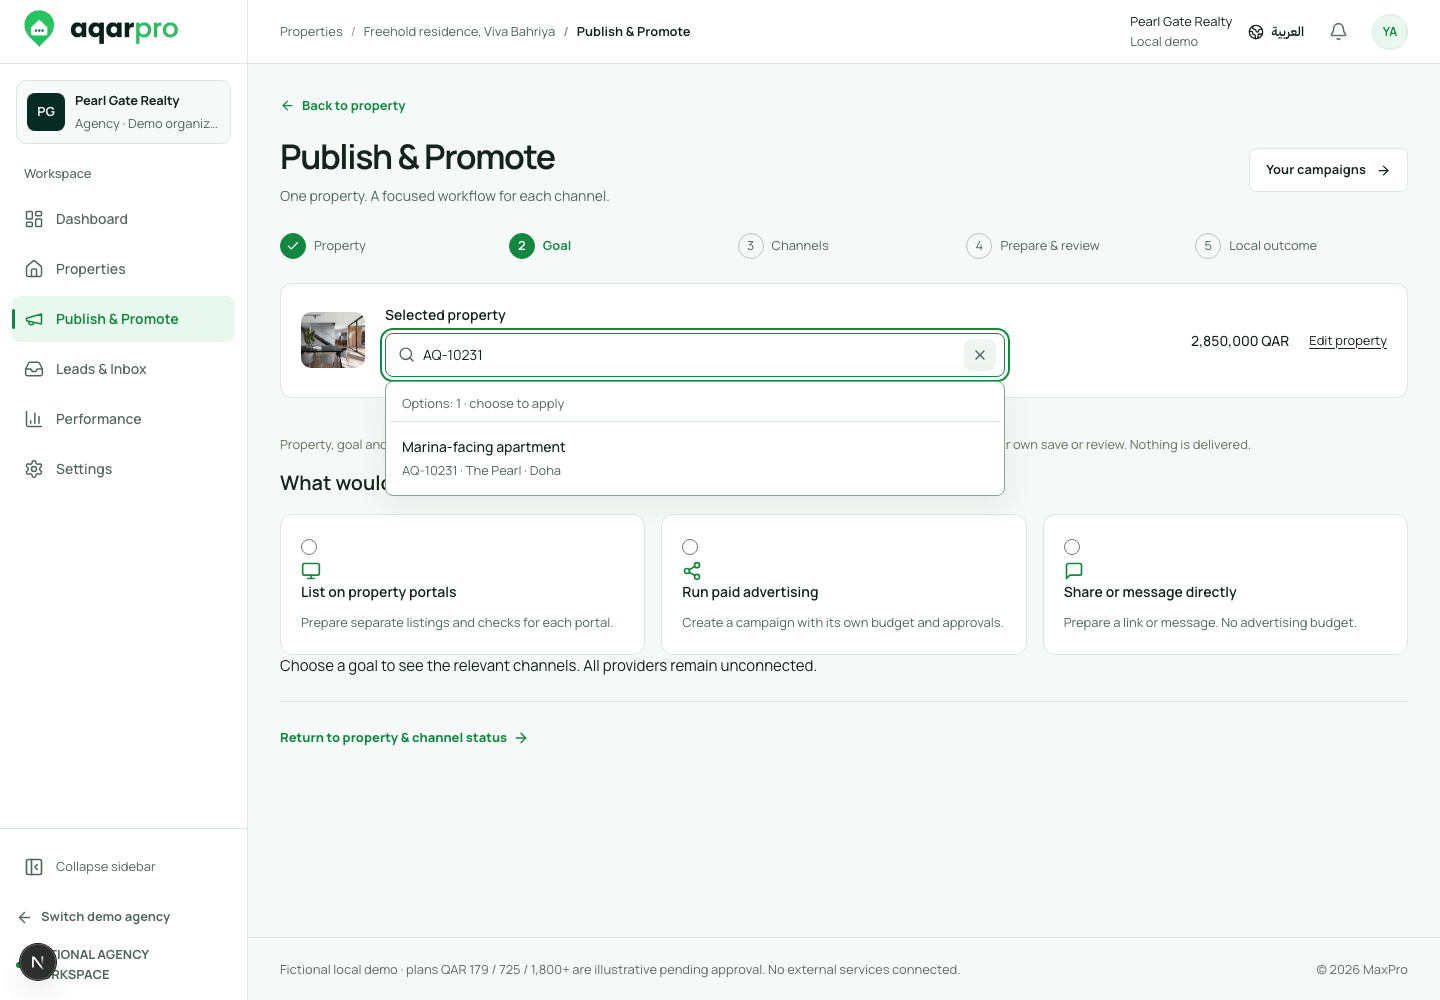 aqarpro
Properties / Freehold residence, Viva Bahriya / Publish & Promote
Pearl Gate Realty
Local demo
العربية
YA
PG
Pearl Gate Realty
Agency · Demo organiz...
Workspace
Dashboard
Properties
Publish & Promote
Leads & Inbox
Performance
Settings
Collapse sidebar
Switch demo agency
AGENCY
Back to property
Publish & Promote
One property. A focused workflow for each channel.
Your campaigns
Property
2 Goal
3 Channels
4 Prepare & review
5 Local outcome
Selected property
AQ-10231
2,850,000 QAR
Edit property
Options: 1 · choose to apply
Marina-facing apartment
AQ-10231 · The Pearl · Doha
Property, goal and
own save or review. Nothing is delivered.
What
List on property portals
Prepare separate listings and checks for each portal.
Run paid advertising
Create a campaign with its own budget and approvals.
Share or message directly
Prepare a link or message. No advertising budget.
Choose a goal to see the relevant channels. All providers remain unconnected.
Return to property & channel status
Fictional local demo · plans QAR 179 / 725 / 1,800+ are illustrative pending approval. No external services connected.
© 2026 MaxPro